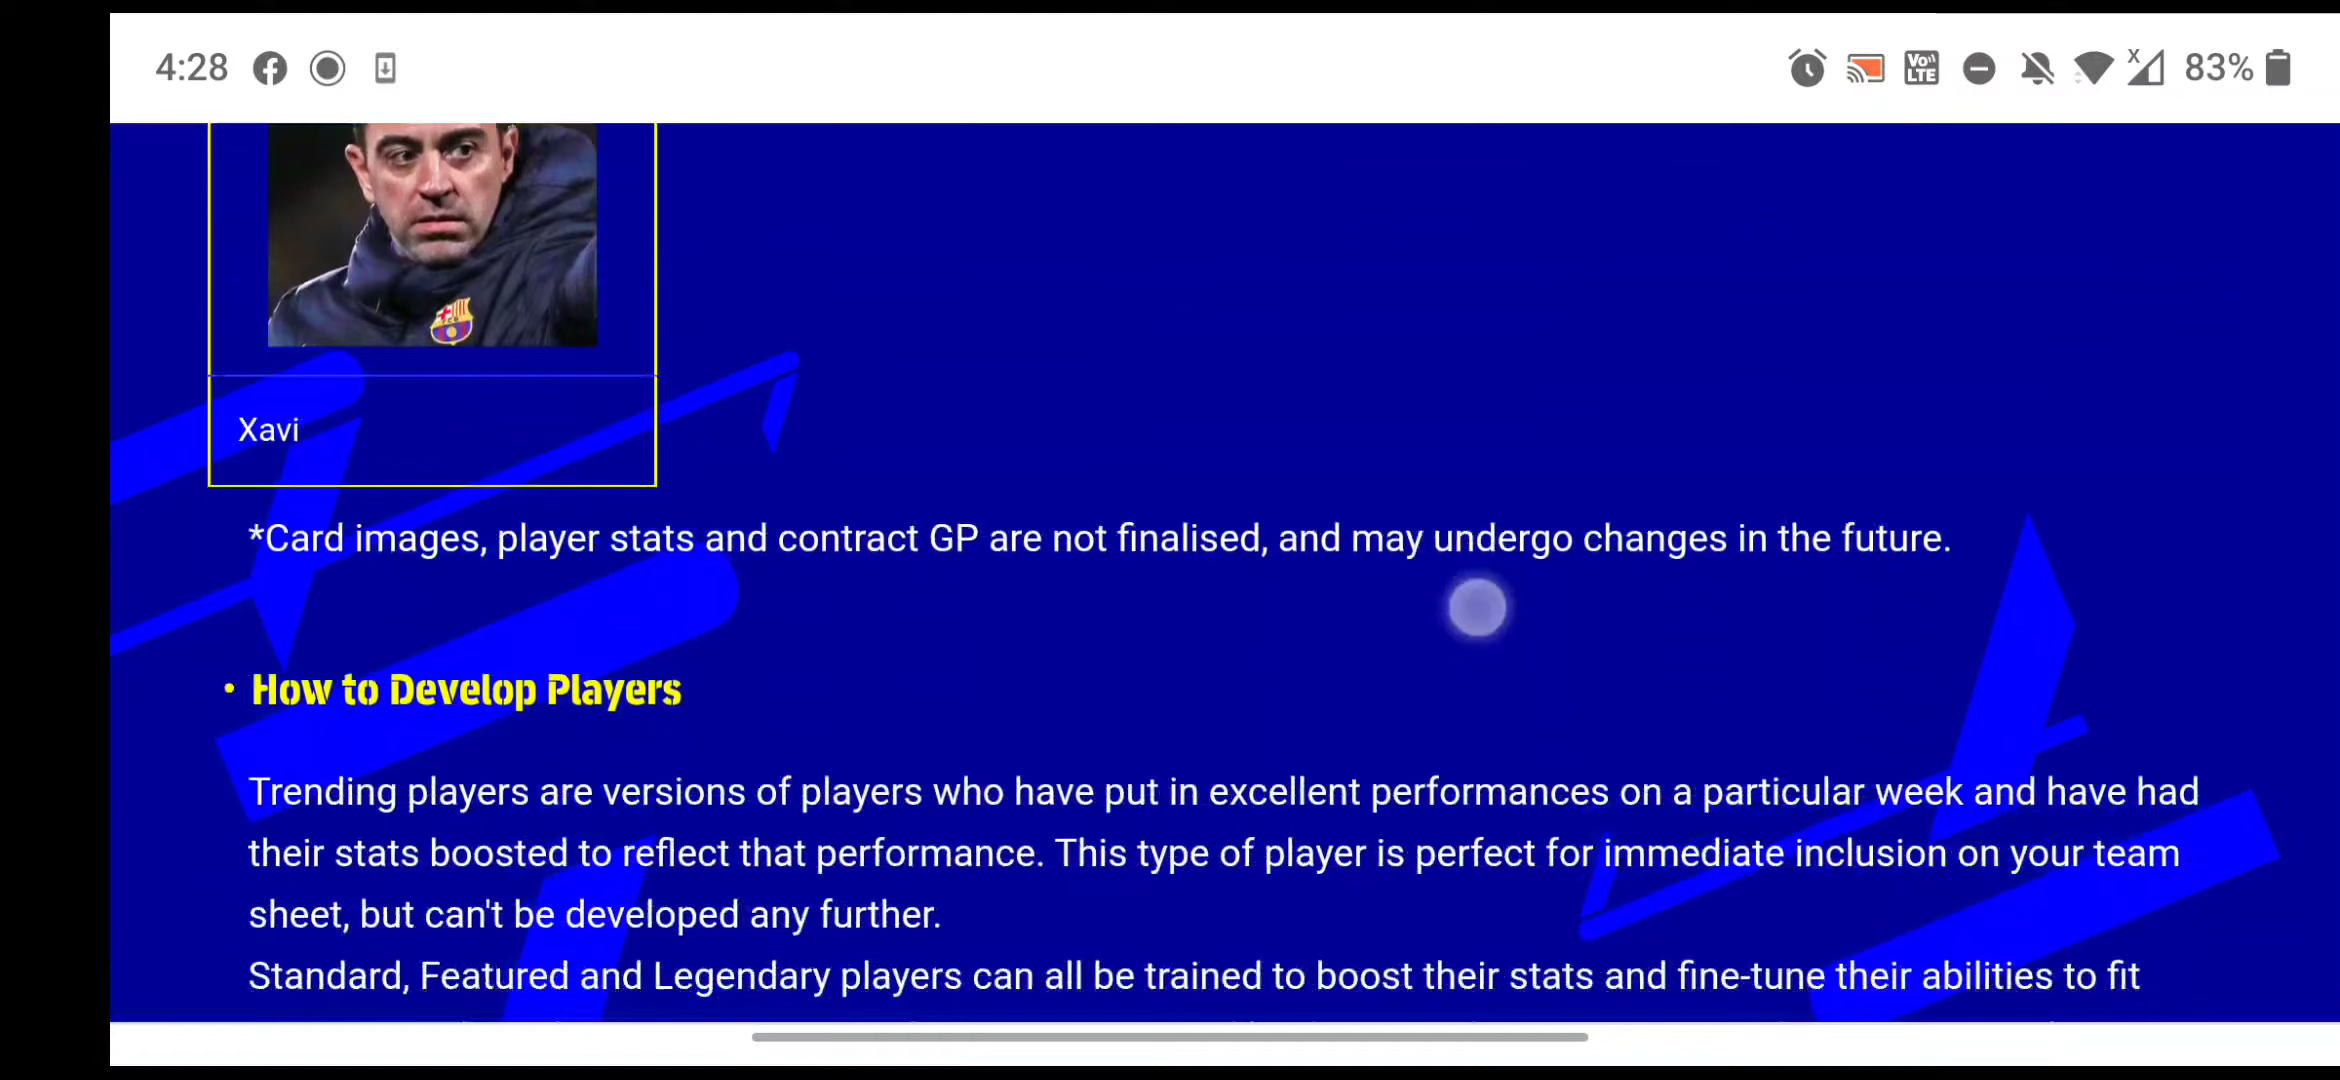 4:28
Vo
LTE
X
83%
Xavi
*Card images, player stats and contract GP are not finalised, and may undergo changes in the future.
• How to Develop Players
Trending players are versions of players who have put in excellent performances on a particular week and have had
their stats boosted to reflect that performance. This type of player is perfect for immediate inclusion on your team
sheet, but can't be developed any further.
Standard, Featured and Legendary players can all be trained to boost their stats and fine-tune their abilities to fit